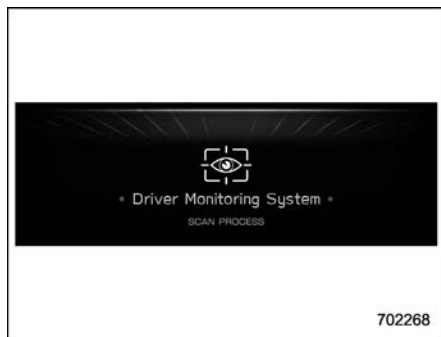 • Driver Monitoring System •
SCAN PROCESS
702268